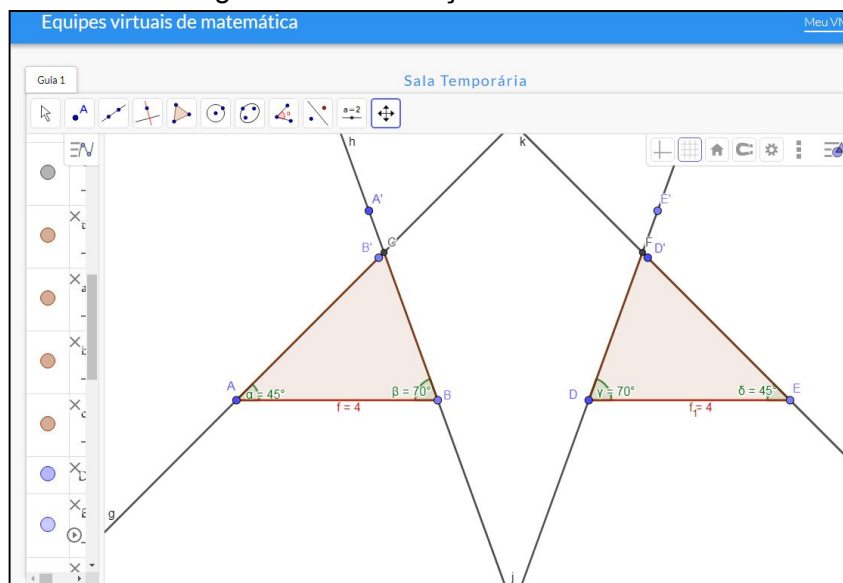 Equipes virtuais de matemática
Meu VM
Guia 1
Sala Temporária
A
a=2
h
k
A'
E'
B'
C
F
D'
A
α = 45°
β = 70°
B
f = 4
D
γ = 70°
δ = 45°
E
f₁= 4
g
j